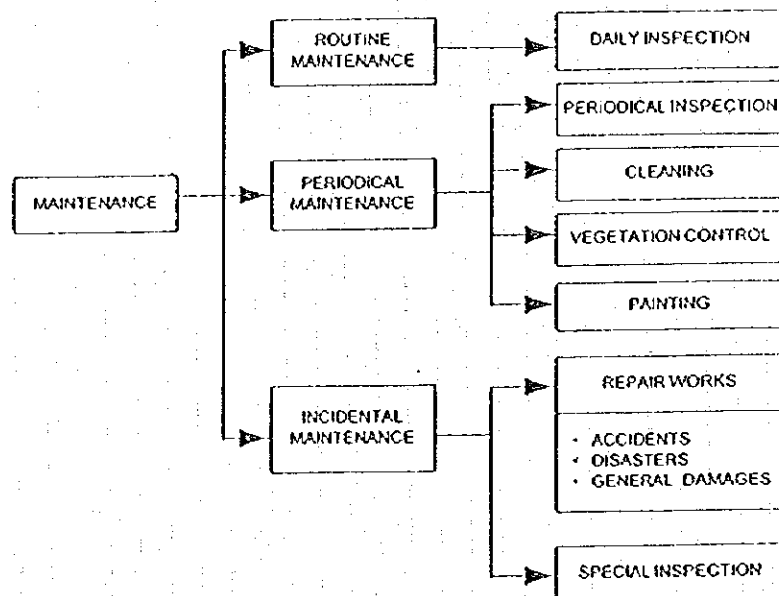 MAINTENANCE
ROUTINE
MAINTENANCE
DAILY INSPECTION
PERIODICAL
MAINTENANCE
PERIODICAL INSPECTION
CLEANING
VEGETATION CONTROL
PAINTING
INCIDENTAL
MAINTENANCE
REPAIR WORKS
• ACCIDENTS
• DISASTERS
• GENERAL DAMAGES
SPECIAL INSPECTION